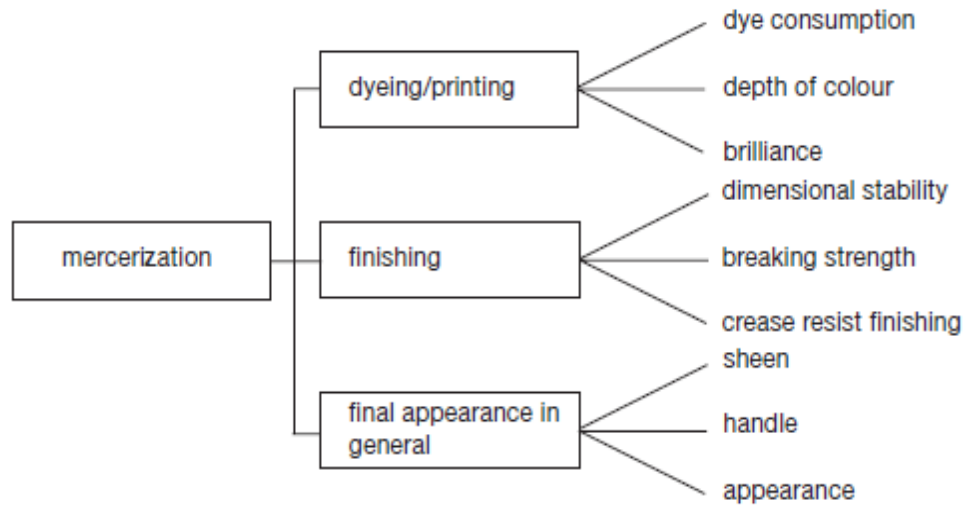 dye consumption
dyeing/printing
depth of colour
brilliance
dimensional stability
mercerization
finishing
breaking strength
crease resist finishing
sheen
final appearance in
general
handle
appearance